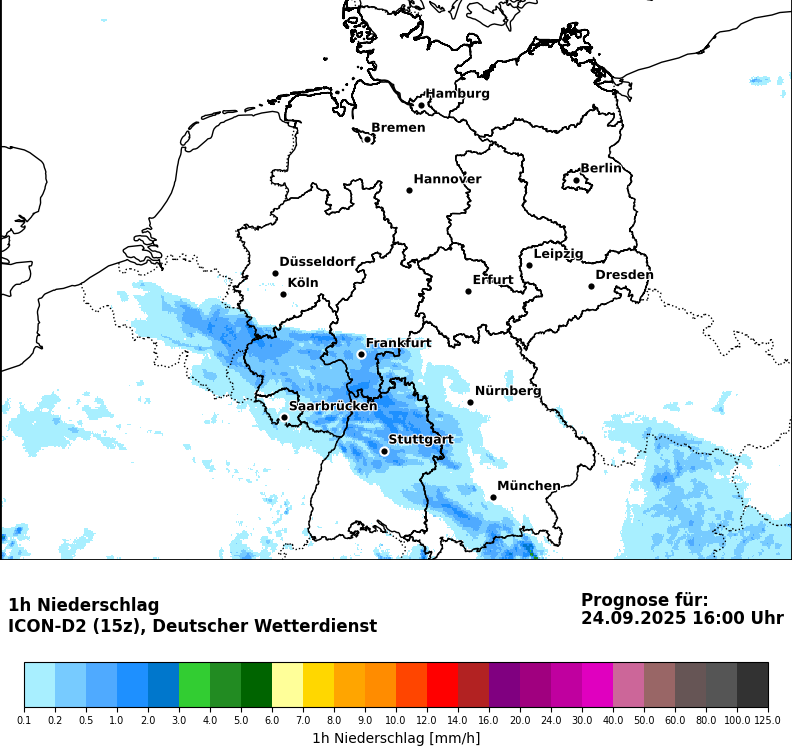 Hamburg
Bremen
Berlin
Hannover
Leipzig
Düsseldorf
Dresden
Köln
Erfurt
Frankfurt
Nürnberg
Saarbrücken
Stuttgart
München
1h Niederschlag
ICON-D2 (15z), Deutscher Wetterdienst
Prognose für:
24.09.2025 16:00 Uhr
0.1 0.2 0.5 1.0 2.0 3.0 4.0 5.0 6.0 7.0 8.0 9.0 10.0 12.0 14.0 16.0 20.0 24.0 30.0 40.0 50.0 60.0 80.0 100.0 125.0
1h Niederschlag [mm/h]